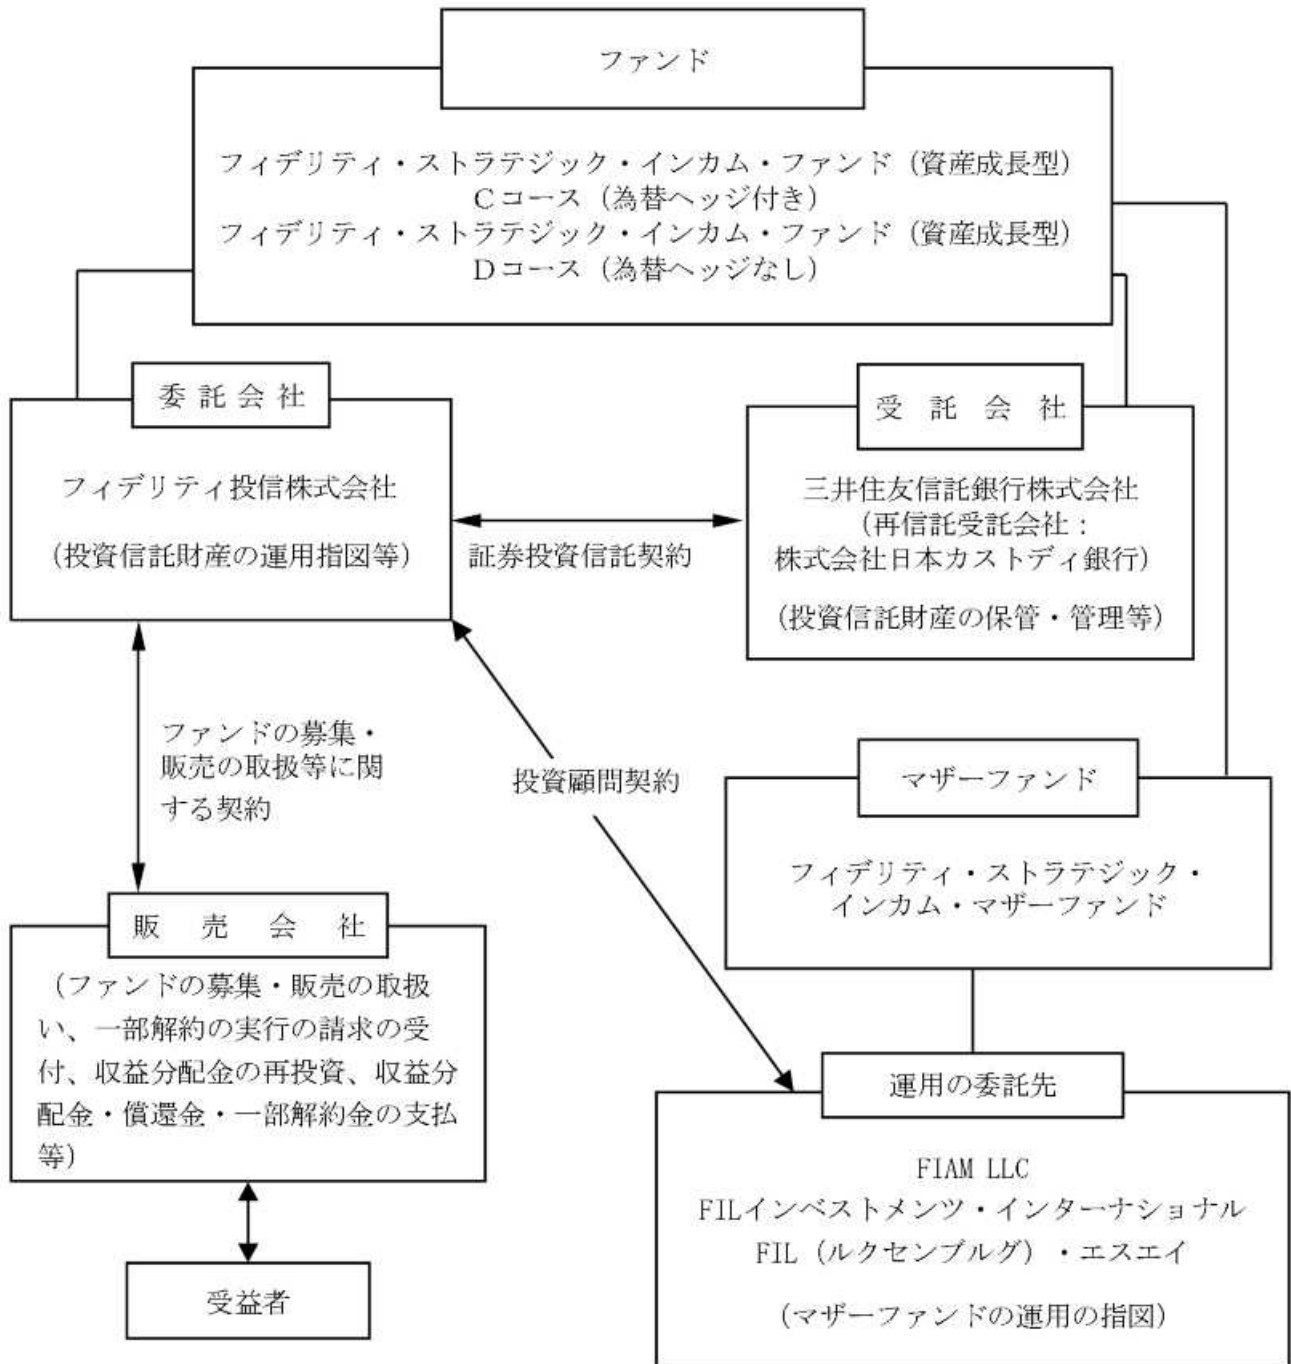 ファンド
フィデリティ・ストラテジック・インカム・ファンド（資産成長型）
Ｃコース（為替ヘッジ付き）
フィデリティ・ストラテジック・インカム・ファンド（資産成長型）
Ｄコース（為替ヘッジなし）
委 託 会 社
フィデリティ投信株式会社
（投資信託財産の運用指図等）
証券投資信託契約
受 託 会 社
三井住友信託銀行株式会社
（再信託受託会社：
株式会社日本カストディ銀行）
（投資信託財産の保管・管理等）
ファンドの募集・
販売の取扱等に関
する契約
投資顧問契約
マザーファンド
フィデリティ・ストラテジック・
インカム・マザーファンド
販 売 会 社
（ファンドの募集・販売の取扱
い、一部解約の実行の請求の受
付、収益分配金の再投資、収益分
配金・償還金・一部解約金の支払
等）
受益者
運用の委託先
FIAM LLC
FILインベストメンツ・インターナショナル
FIL（ルクセンブルグ）・エスエイ
（マザーファンドの運用の指図）